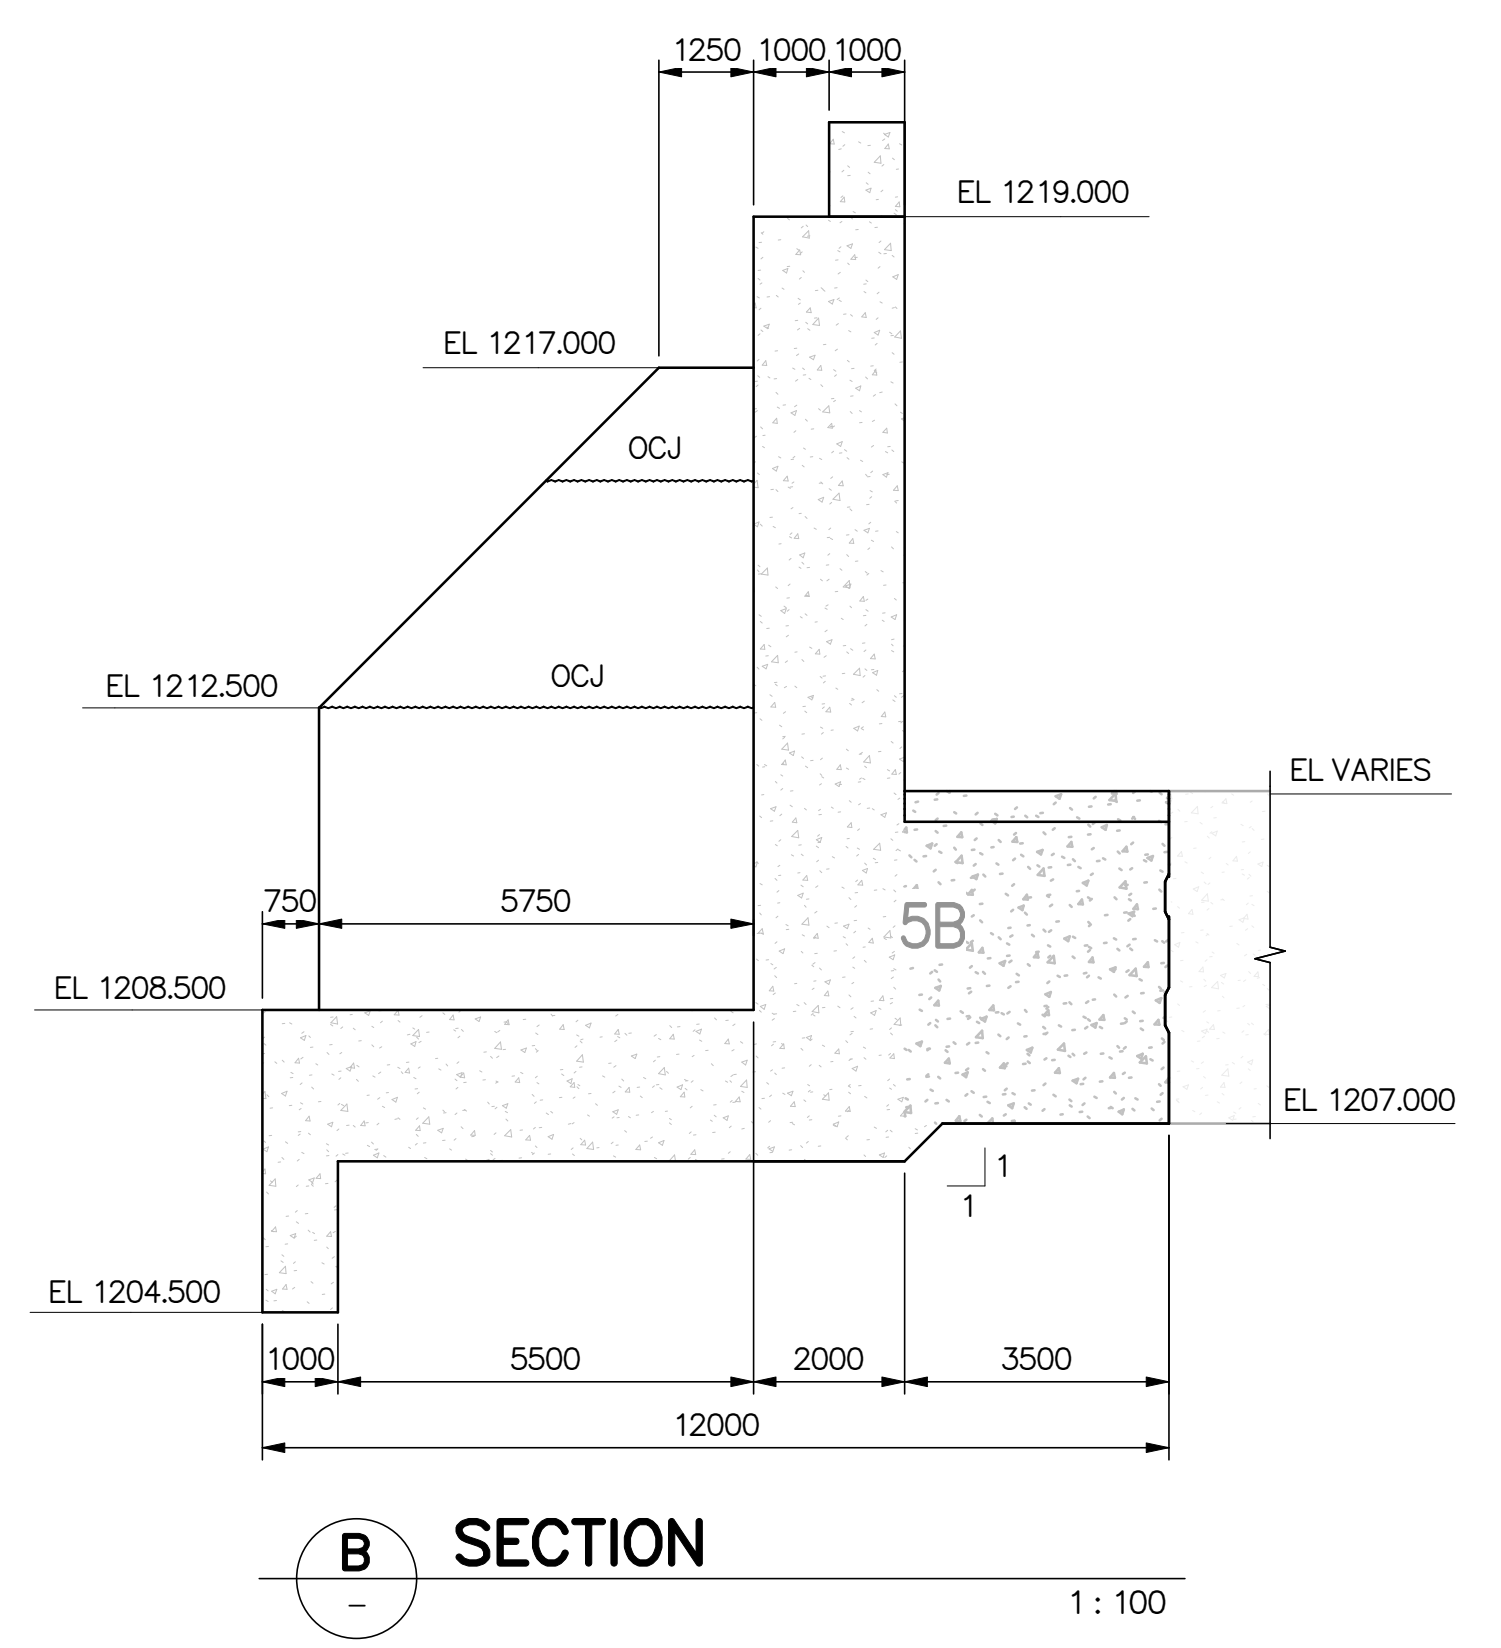 1250 1000 1000
EL 1219.000
EL 1217.000
OCJ
OCJ
EL 1212.500
EL VARIES
750 5750
5B
EL 1208.500
EL 1207.000
1
1
EL 1204.500
1000 5500 2000 3500
12000
B SECTION
–
1 : 100